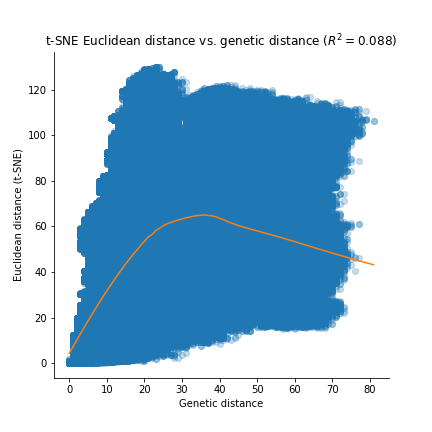 t-SNE Euclidean distance vs. genetic distance (R² = 0.088)
120
100
80
60
40
20
0
Euclidean distance (t-SNE)
0 10 20 30 40 50 60 70 80
Genetic distance